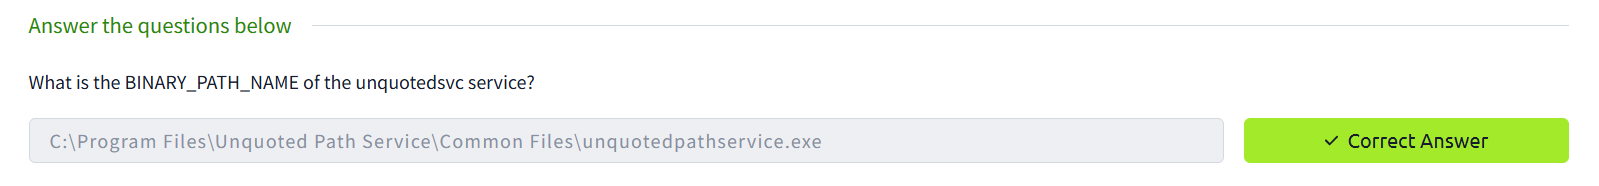 Answer the questions below
What is the BINARY_PATH_NAME of the unquotedsvc service?
C:\Program Files\Unquoted Path Service\Common Files\unquotedpathservice.exe
✓ Correct Answer